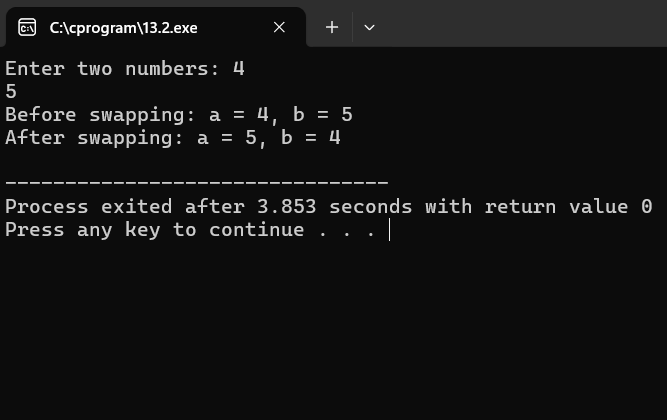 C:\cprogram\13.2.exe
Enter two numbers: 4
5
Before swapping: a = 4, b = 5
After swapping: a = 5, b = 4
--------------------------------
Process exited after 3.853 seconds with return value 0
Press any key to continue . . .